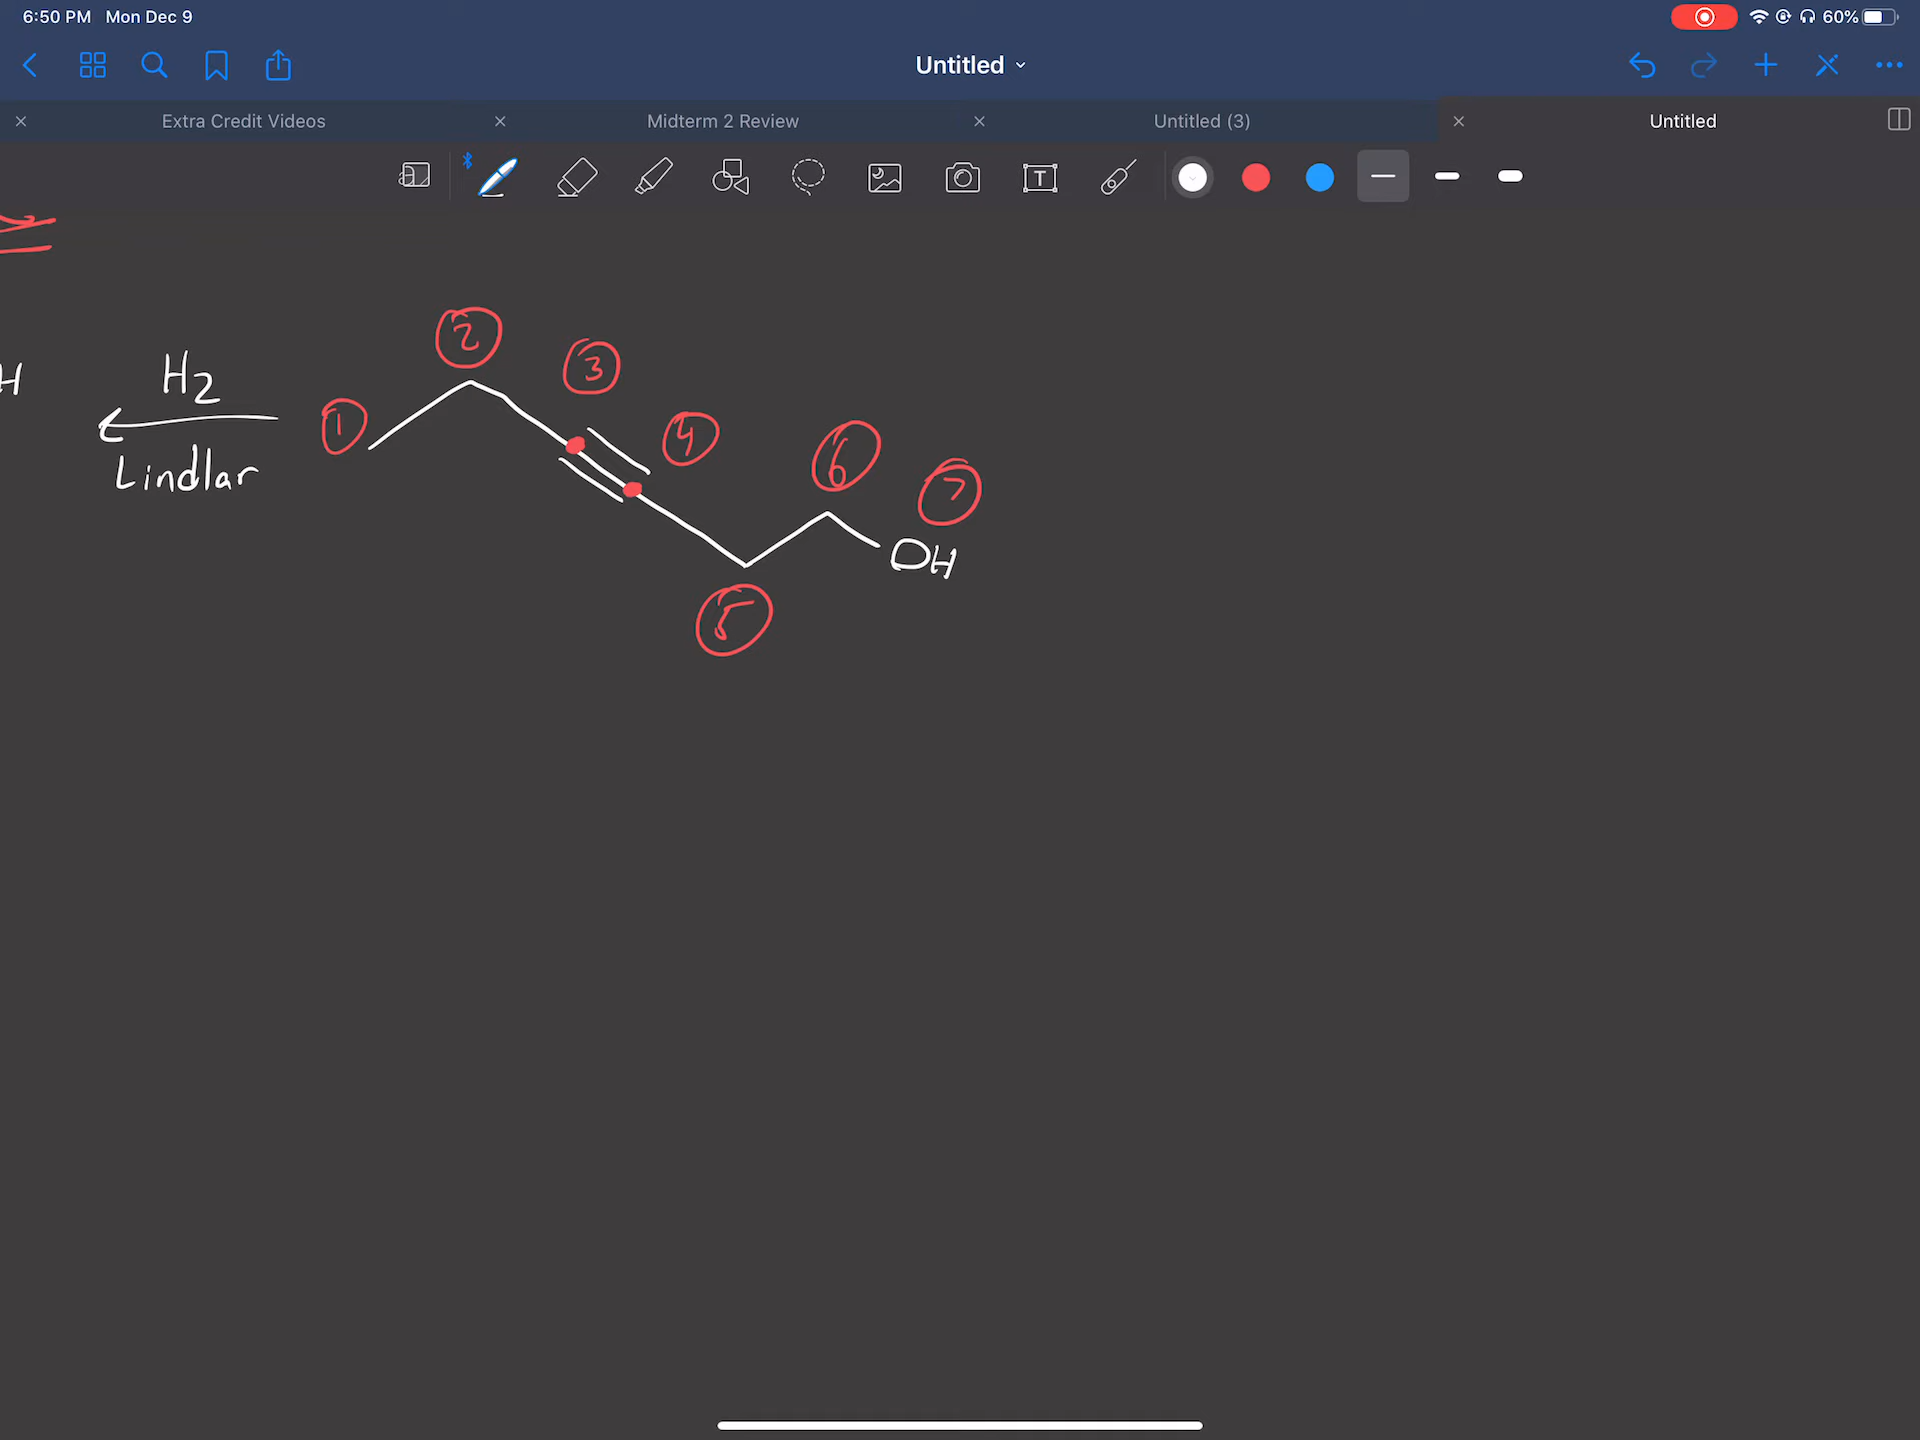 6:50 PM Mon Dec 9
60%
Untitled
Extra Credit Videos
Midterm 2 Review
Untitled (3)
Untitled
T
2
3
H
H2
1
4
6
Lindlar
7
OH
5